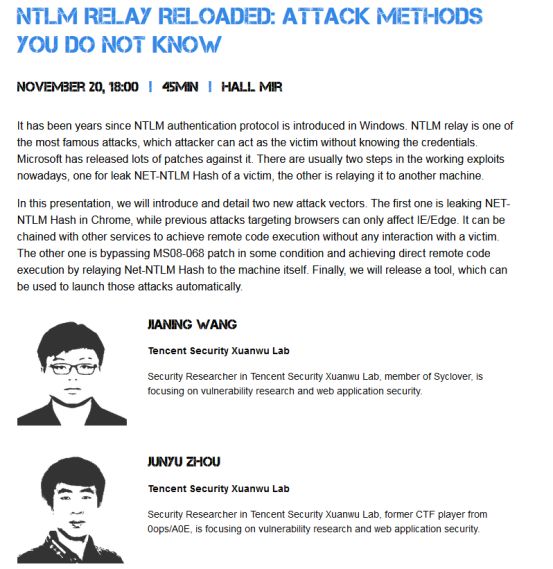 NTLM RELAY RELOADED: ATTACK METHODS
YOU DO NOT KNOW
NOVEMBER 20, 18:00 | 45MIN | HALL MIR
It has been years since NTLM authentication protocol is introduced in Windows. NTLM relay is one of
the most famous attacks, which attacker can act as the victim without knowing the credentials.
Microsoft has released lots of patches against it. There are usually two steps in the working exploits
nowadays, one for leak NET-NTLM Hash of a victim, the other is relaying it to another machine.
In this presentation, we will introduce and detail two new attack vectors. The first one is leaking NET-
NTLM Hash in Chrome, while previous attacks targeting browsers can only affect IE/Edge. It can be
chained with other services to achieve remote code execution without any interaction with a victim.
The other one is bypassing MS08-068 patch in some condition and achieving direct remote code
execution by relaying Net-NTLM Hash to the machine itself. Finally, we will release a tool, which can
be used to launch those attacks automatically.
JIANING WANG
Tencent Security Xuanwu Lab
Security Researcher in Tencent Security Xuanwu Lab, member of Syclover, is
focusing on vulnerability research and web application security.
JUNYU ZHOU
Tencent Security Xuanwu Lab
Security Researcher in Tencent Security Xuanwu Lab, former CTF player from
0ops/A0E, is focusing on vulnerability research and web application security.